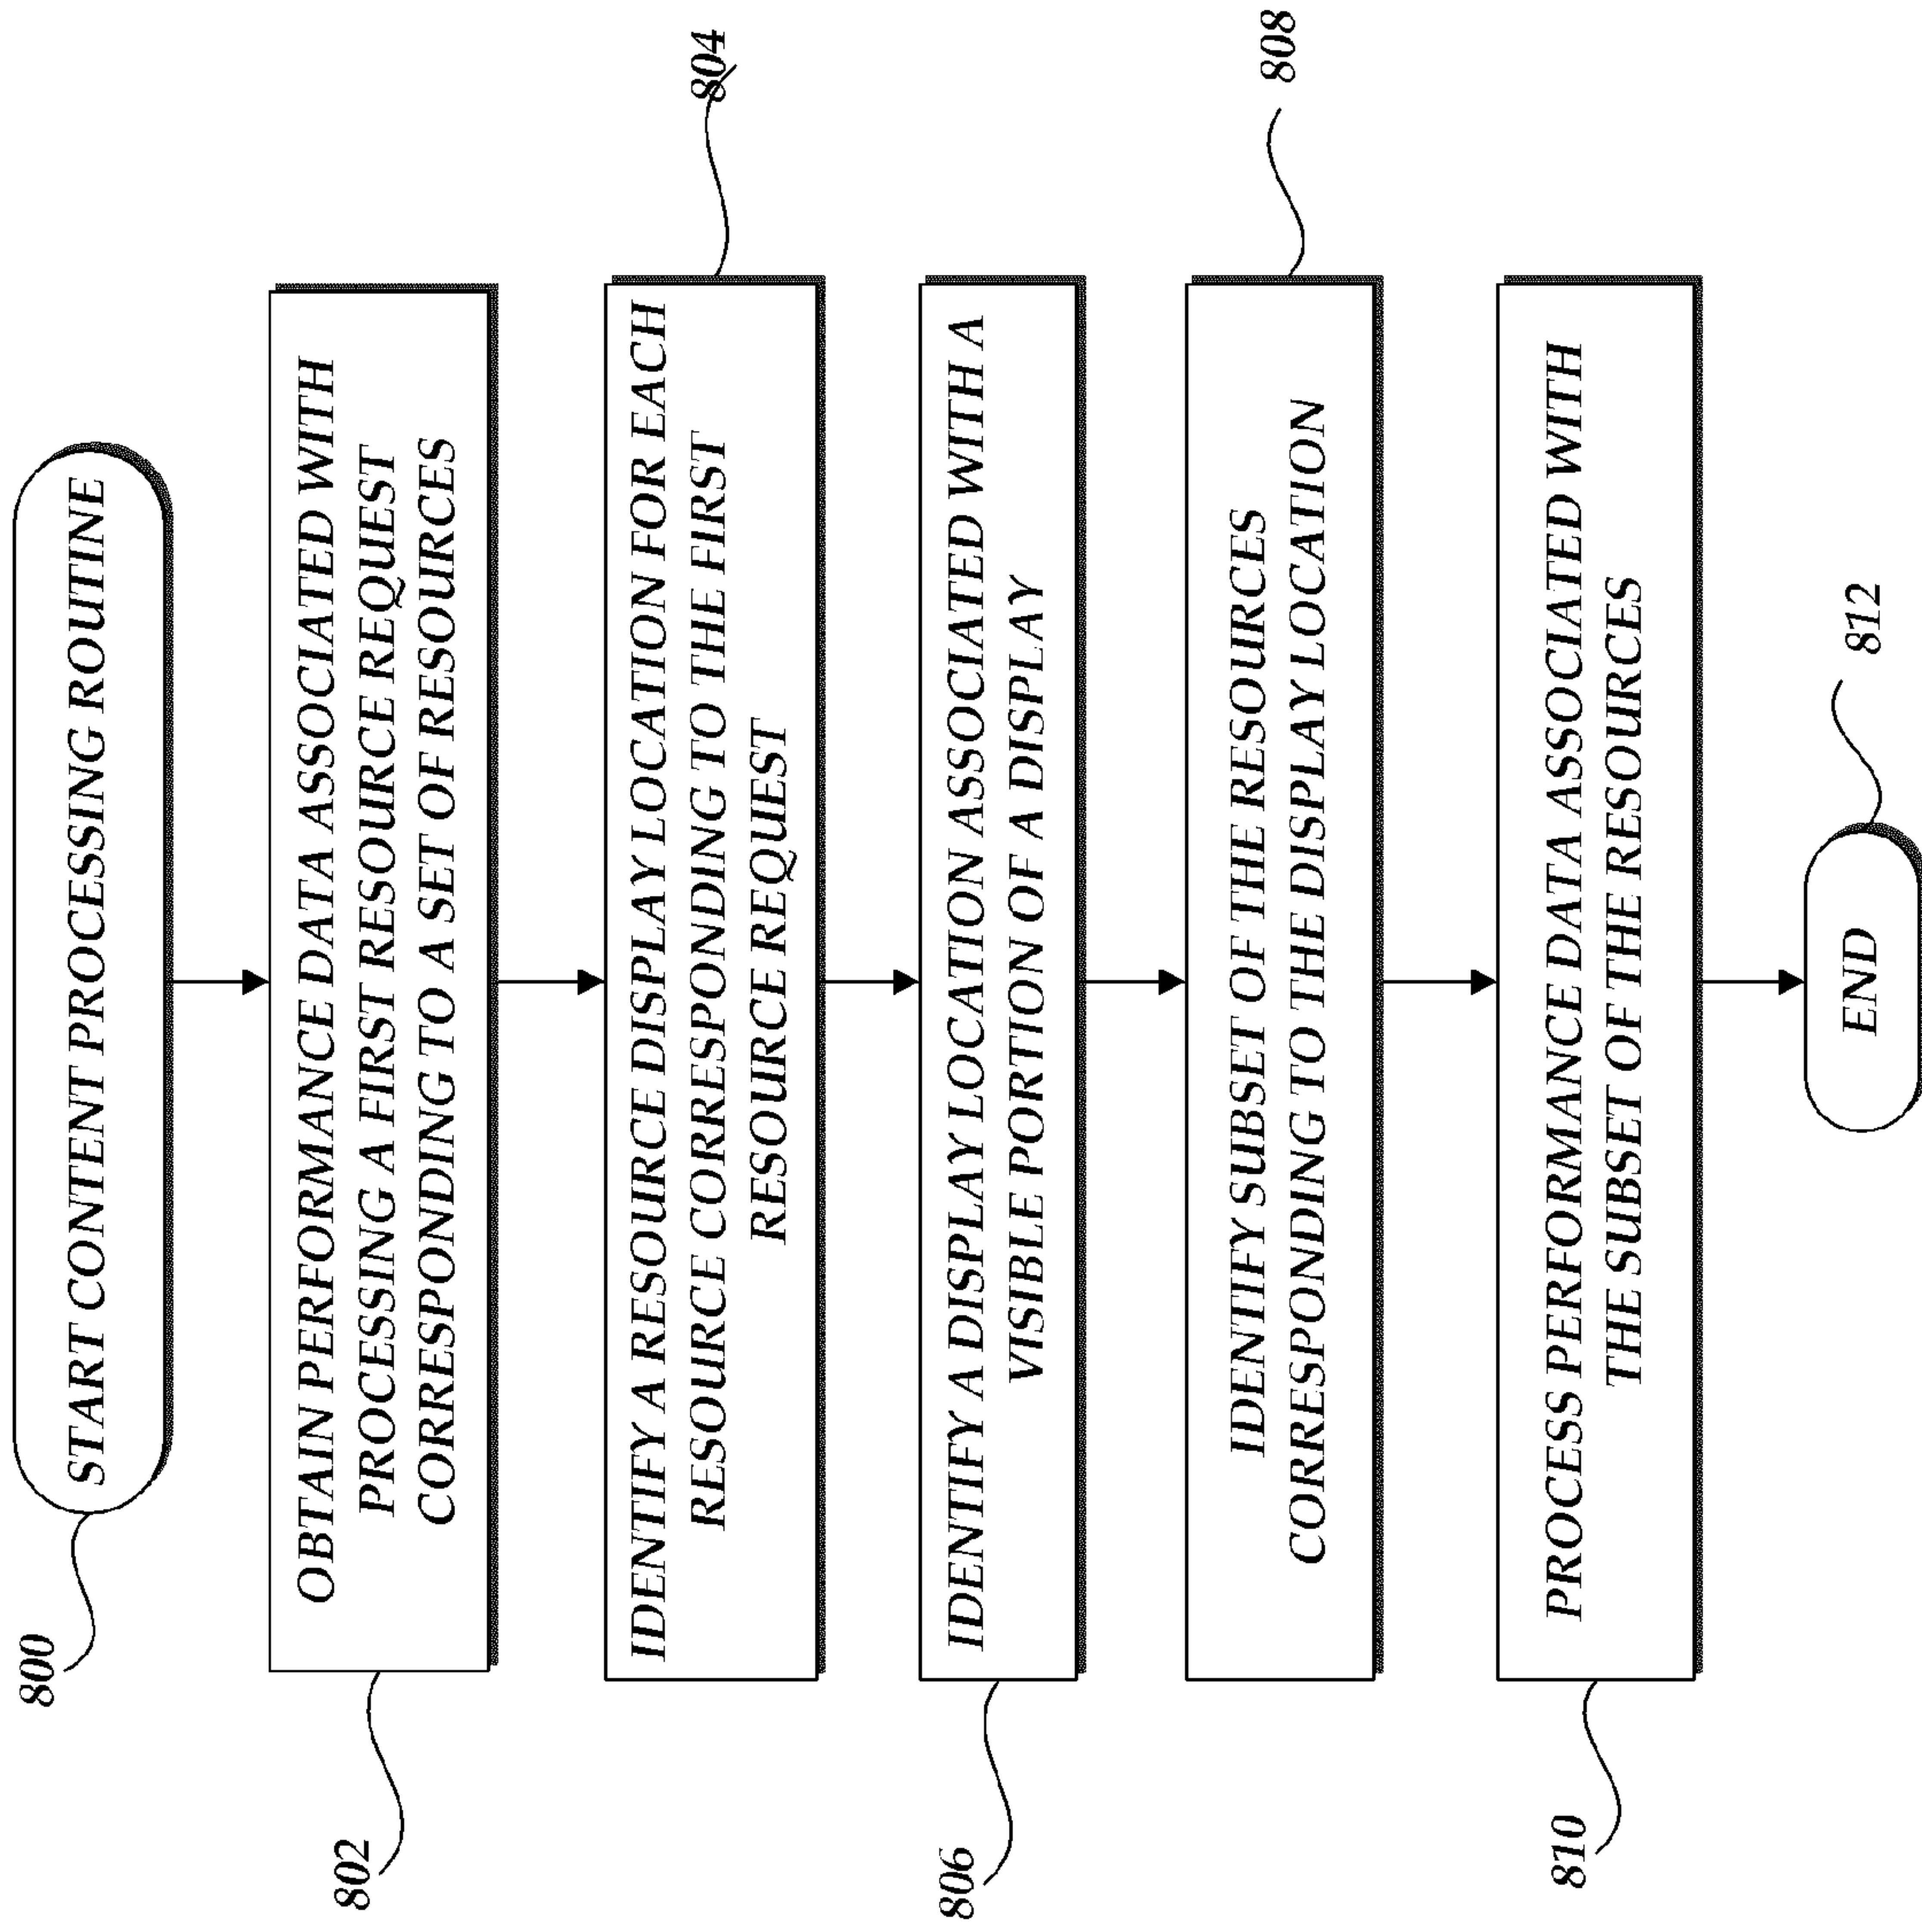 800
START CONTENT PROCESSING ROUTINE
802
OBTAIN PERFORMANCE DATA ASSOCIATED WITH
PROCESSING A FIRST RESOURCE REQUEST
CORRESPONDING TO A SET OF RESOURCES
804
IDENTIFY A RESOURCE DISPLAY LOCATION FOR EACH
RESOURCE CORRESPONDING TO THE FIRST
RESOURCE REQUEST
806
IDENTIFY A DISPLAY LOCATION ASSOCIATED WITH A
VISIBLE PORTION OF A DISPLAY
808
IDENTIFY SUBSET OF THE RESOURCES
CORRESPONDING TO THE DISPLAY LOCATION
810
PROCESS PERFORMANCE DATA ASSOCIATED WITH
THE SUBSET OF THE RESOURCES
812
END